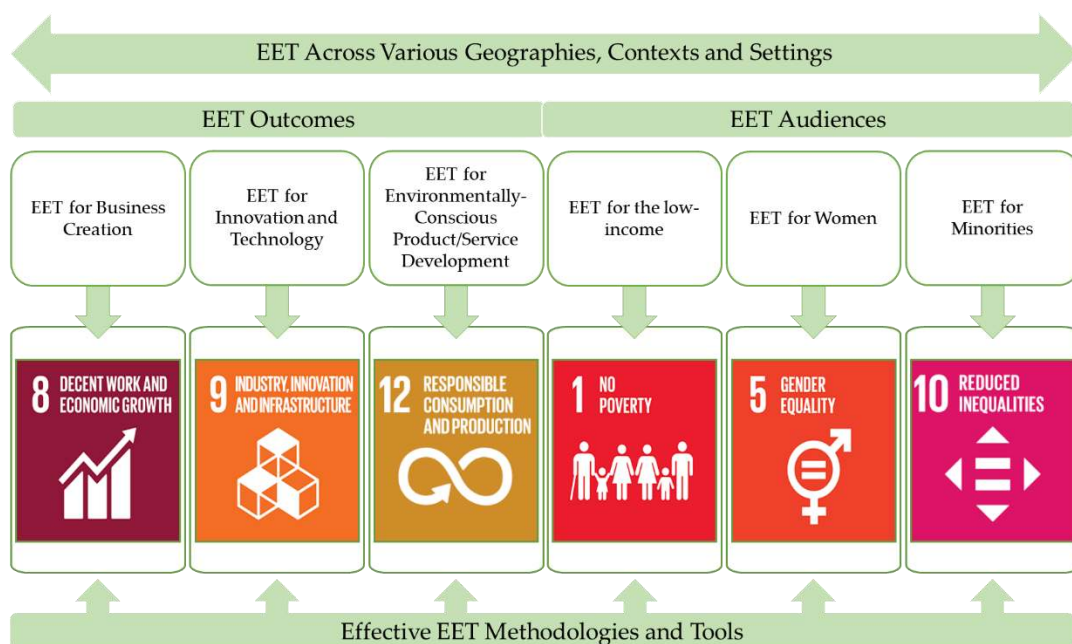 EET Across Various Geographies, Contexts and Settings
EET Outcomes
EET Audiences
EET for Business
Creation
EET for
Innovation and
Technology
EET for
Environmentally-
Conscious
Product/Service
Development
EET for the low-
income
EET for Women
EET for
Minorities
8 DECENT WORK AND
ECONOMIC GROWTH
9 INDUSTRY, INNOVATION
AND INFRASTRUCTURE
12 RESPONSIBLE
CONSUMPTION
AND PRODUCTION
1 NO
POVERTY
5 GENDER
EQUALITY
10 REDUCED
INEQUALITIES
Effective EET Methodologies and Tools